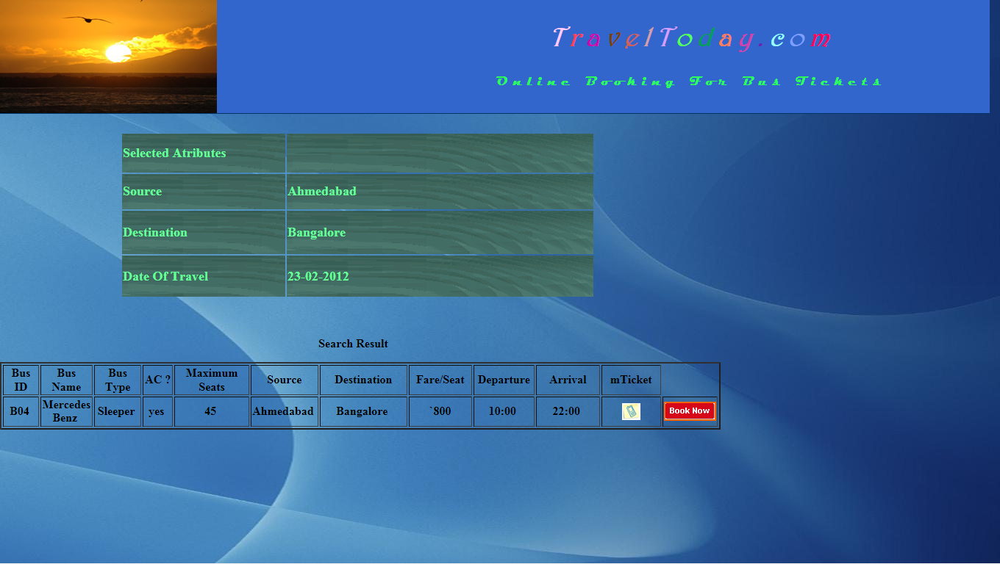 TravelToday.com
Online Booking For Bus Tickets
Selected Atributes
Source Ahmedabad
Destination Bangalore
Date Of Travel 23-02-2012
Search Result
Bus ID Bus Name Bus Type AC ? Maximum Seats Source Destination Fare/Seat Departure Arrival mTicket
B04 Mercedes Benz Sleeper yes 45 Ahmedabad Bangalore `800 10:00 22:00 Book Now